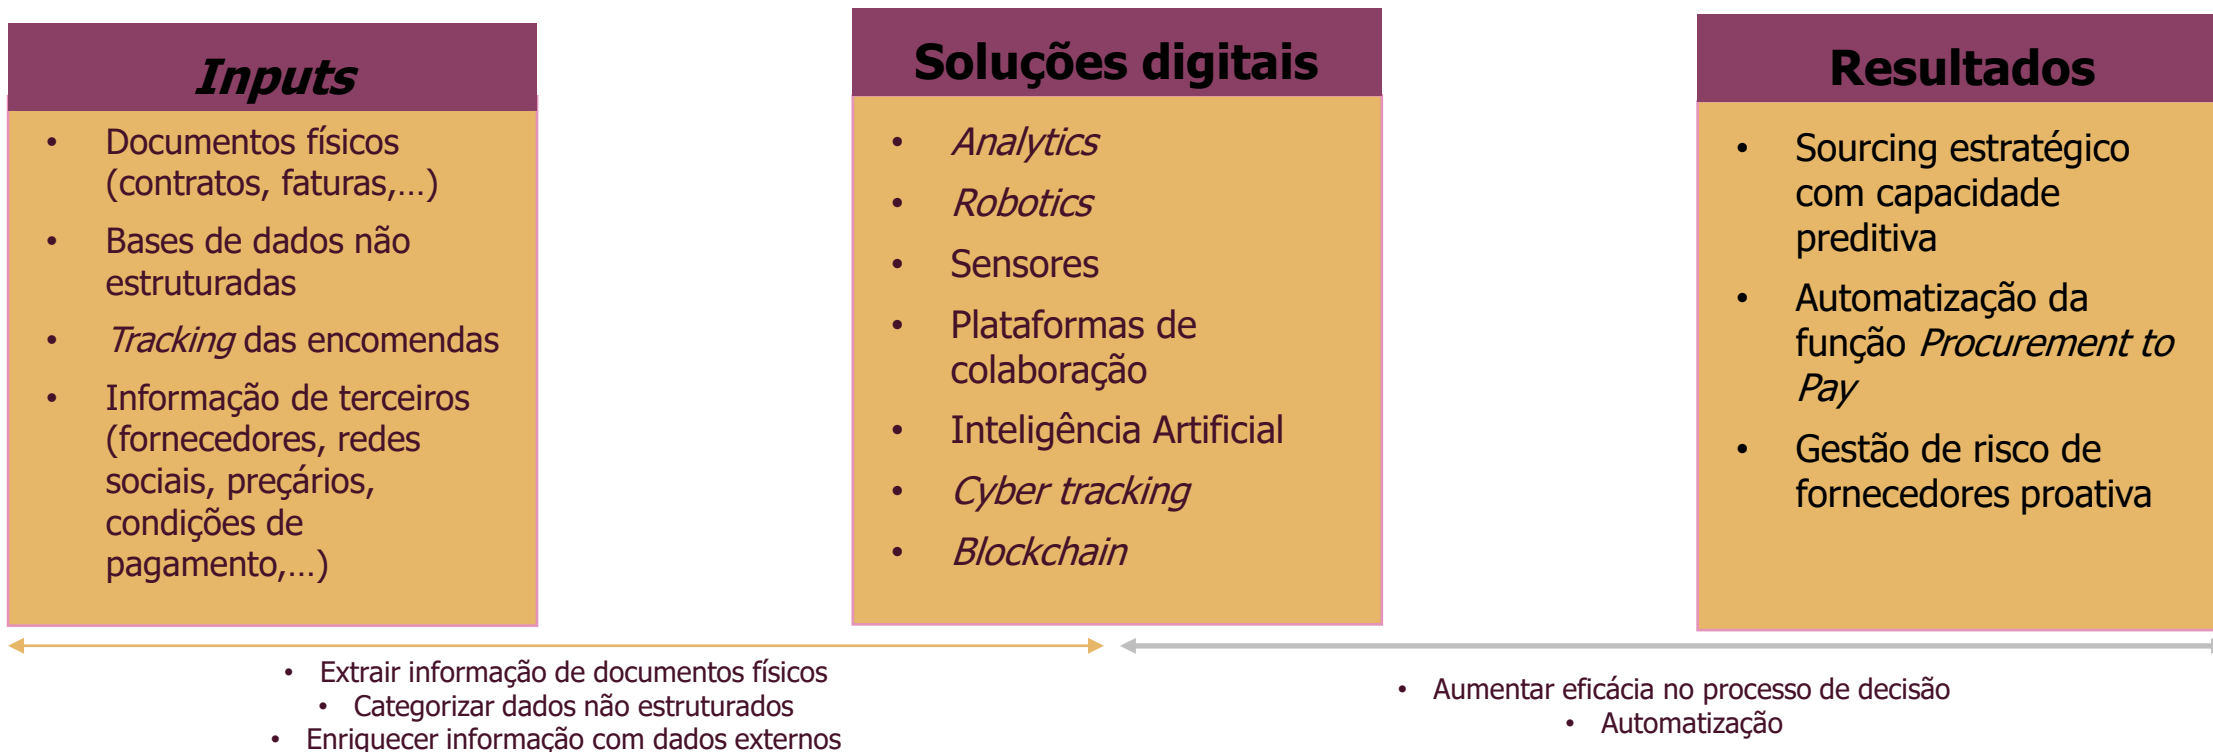 Inputs
• Documentos físicos
(contratos, faturas,...)
• Bases de dados não
estruturadas
• Tracking das encomendas
• Informação de terceiros
(fornecedores, redes
sociais, preçários,
condições de
pagamento,...)
Soluções digitais
• Analytics
• Robotics
• Sensores
• Plataformas de
colaboração
• Inteligência Artificial
• Cyber tracking
• Blockchain
Resultados
• Sourcing estratégico
com capacidade
preditiva
• Automatização da
função Procurement to
Pay
• Gestão de risco de
fornecedores proativa
• Extrair informação de documentos físicos
• Categorizar dados não estruturados
• Enriquecer informação com dados externos
• Aumentar eficácia no processo de decisão
• Automatização